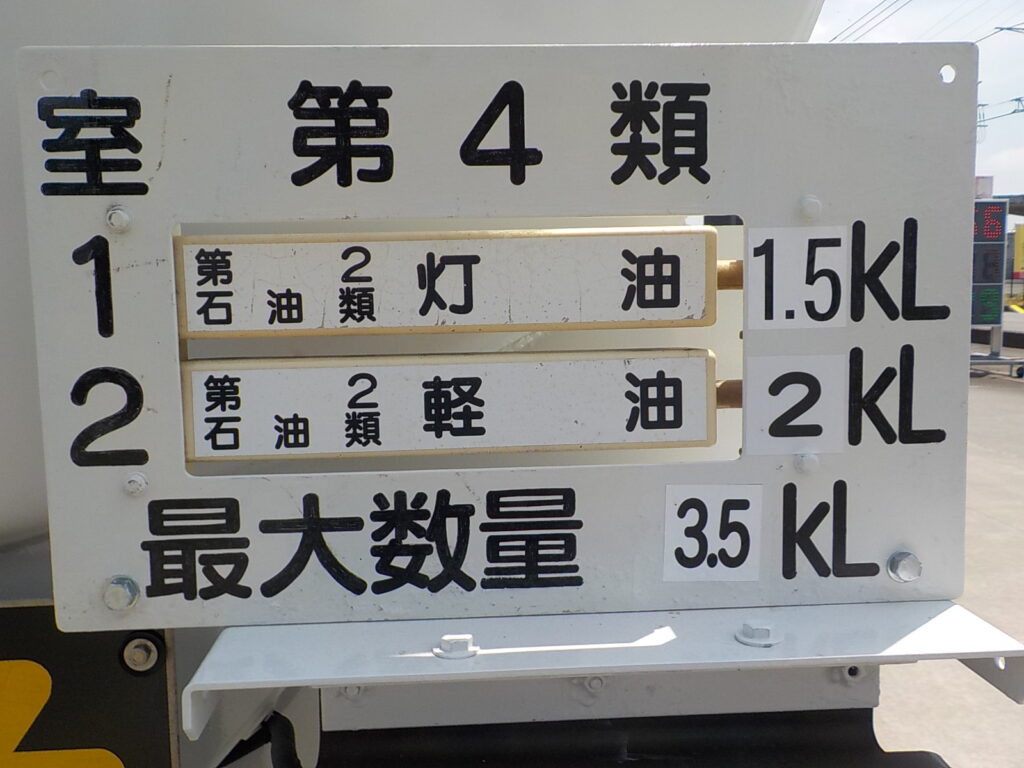 室 第4類
1 第2石油類 灯油 1.5KL
2 第2石油類 軽油 2KL
最大数量 3.5KL